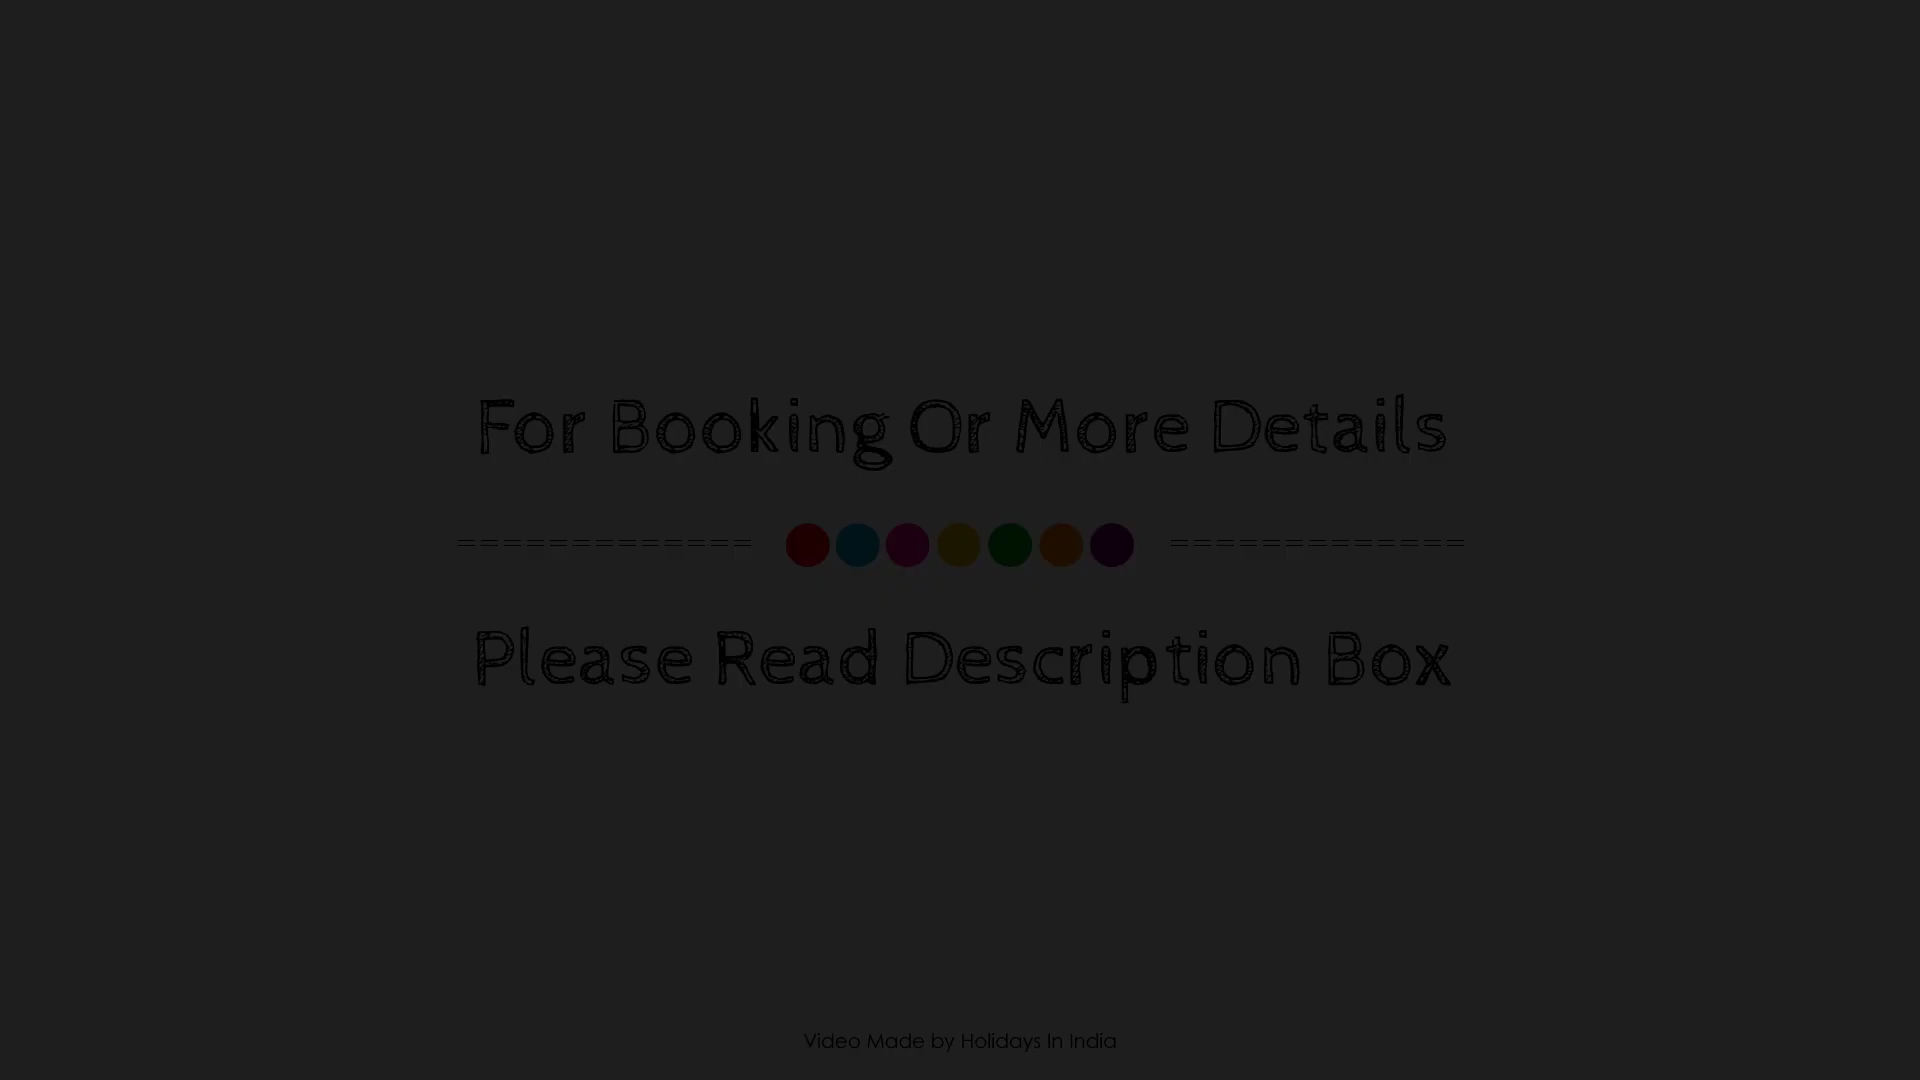 For Booking Or More Details
============= =============
Please Read Description Box
Video Made by Holidays In India